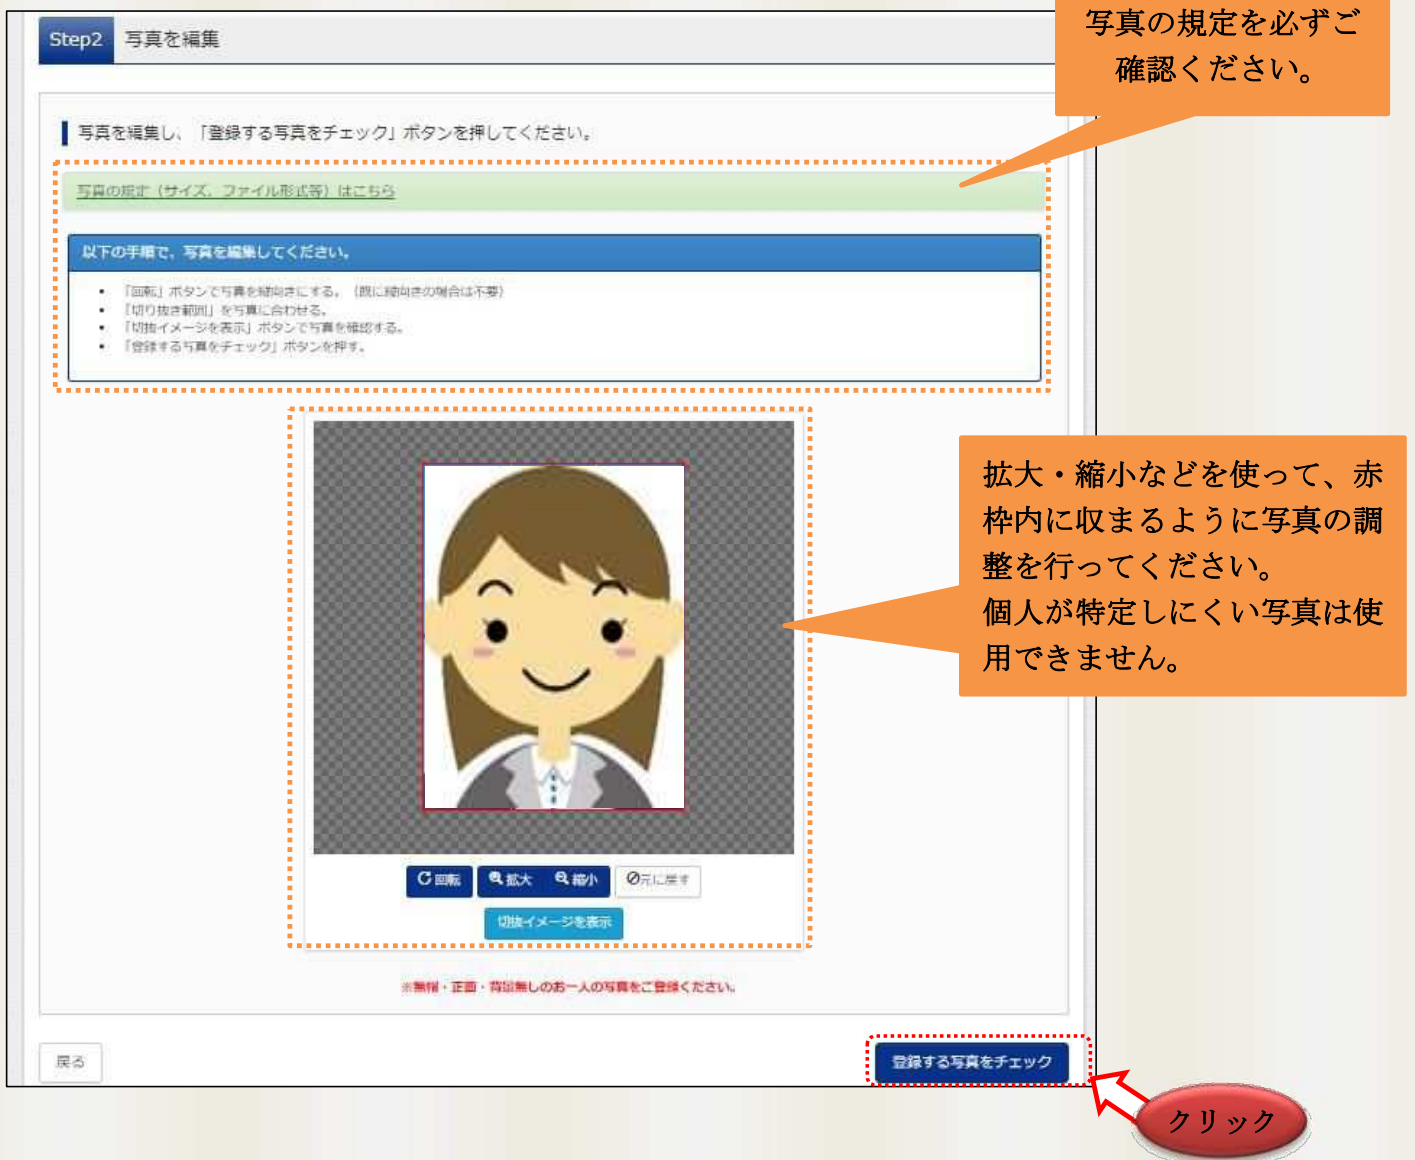 写真の規定を必ずご
確認ください。
Step2 写真を編集
写真を編集し、「登録する写真をチェック」ボタンを押してください。
写真の規定（サイズ、ファイル形式等）はこちら
以下の手順で、写真を編集してください。
• 「回転」ボタンで写真を縦向きにする。（既に縦向きの場合は不要）
• 「切り抜き範囲」を写真に合わせる。
• 「切抜イメージを表示」ボタンで写真を確認する。
• 「登録する写真をチェック」ボタンを押す。
拡大・縮小などを使って、赤
枠内に収まるように写真の調
整を行ってください。
個人が特定しにくい写真は使
用できません。
回転 拡大 縮小 元に戻す
切抜イメージを表示
※無帽・正面・背景無しのお一人の写真をご登録ください。
戻る 登録する写真をチェック
クリック